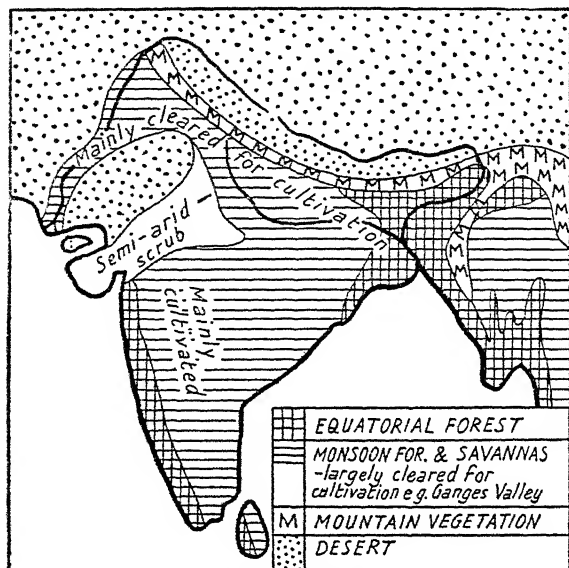 Mainly cleared for cultivation
Semi-arid
scrub
Mainly
cultivated
EQUATORIAL FOREST
MONSOON FOR. & SAVANNAS
-largely cleared for
cultivation e.g. Ganges Valley
M MOUNTAIN VEGETATION
DESERT
M M M M M M M M M M M M M M M M M M M M M M M M M M M M M